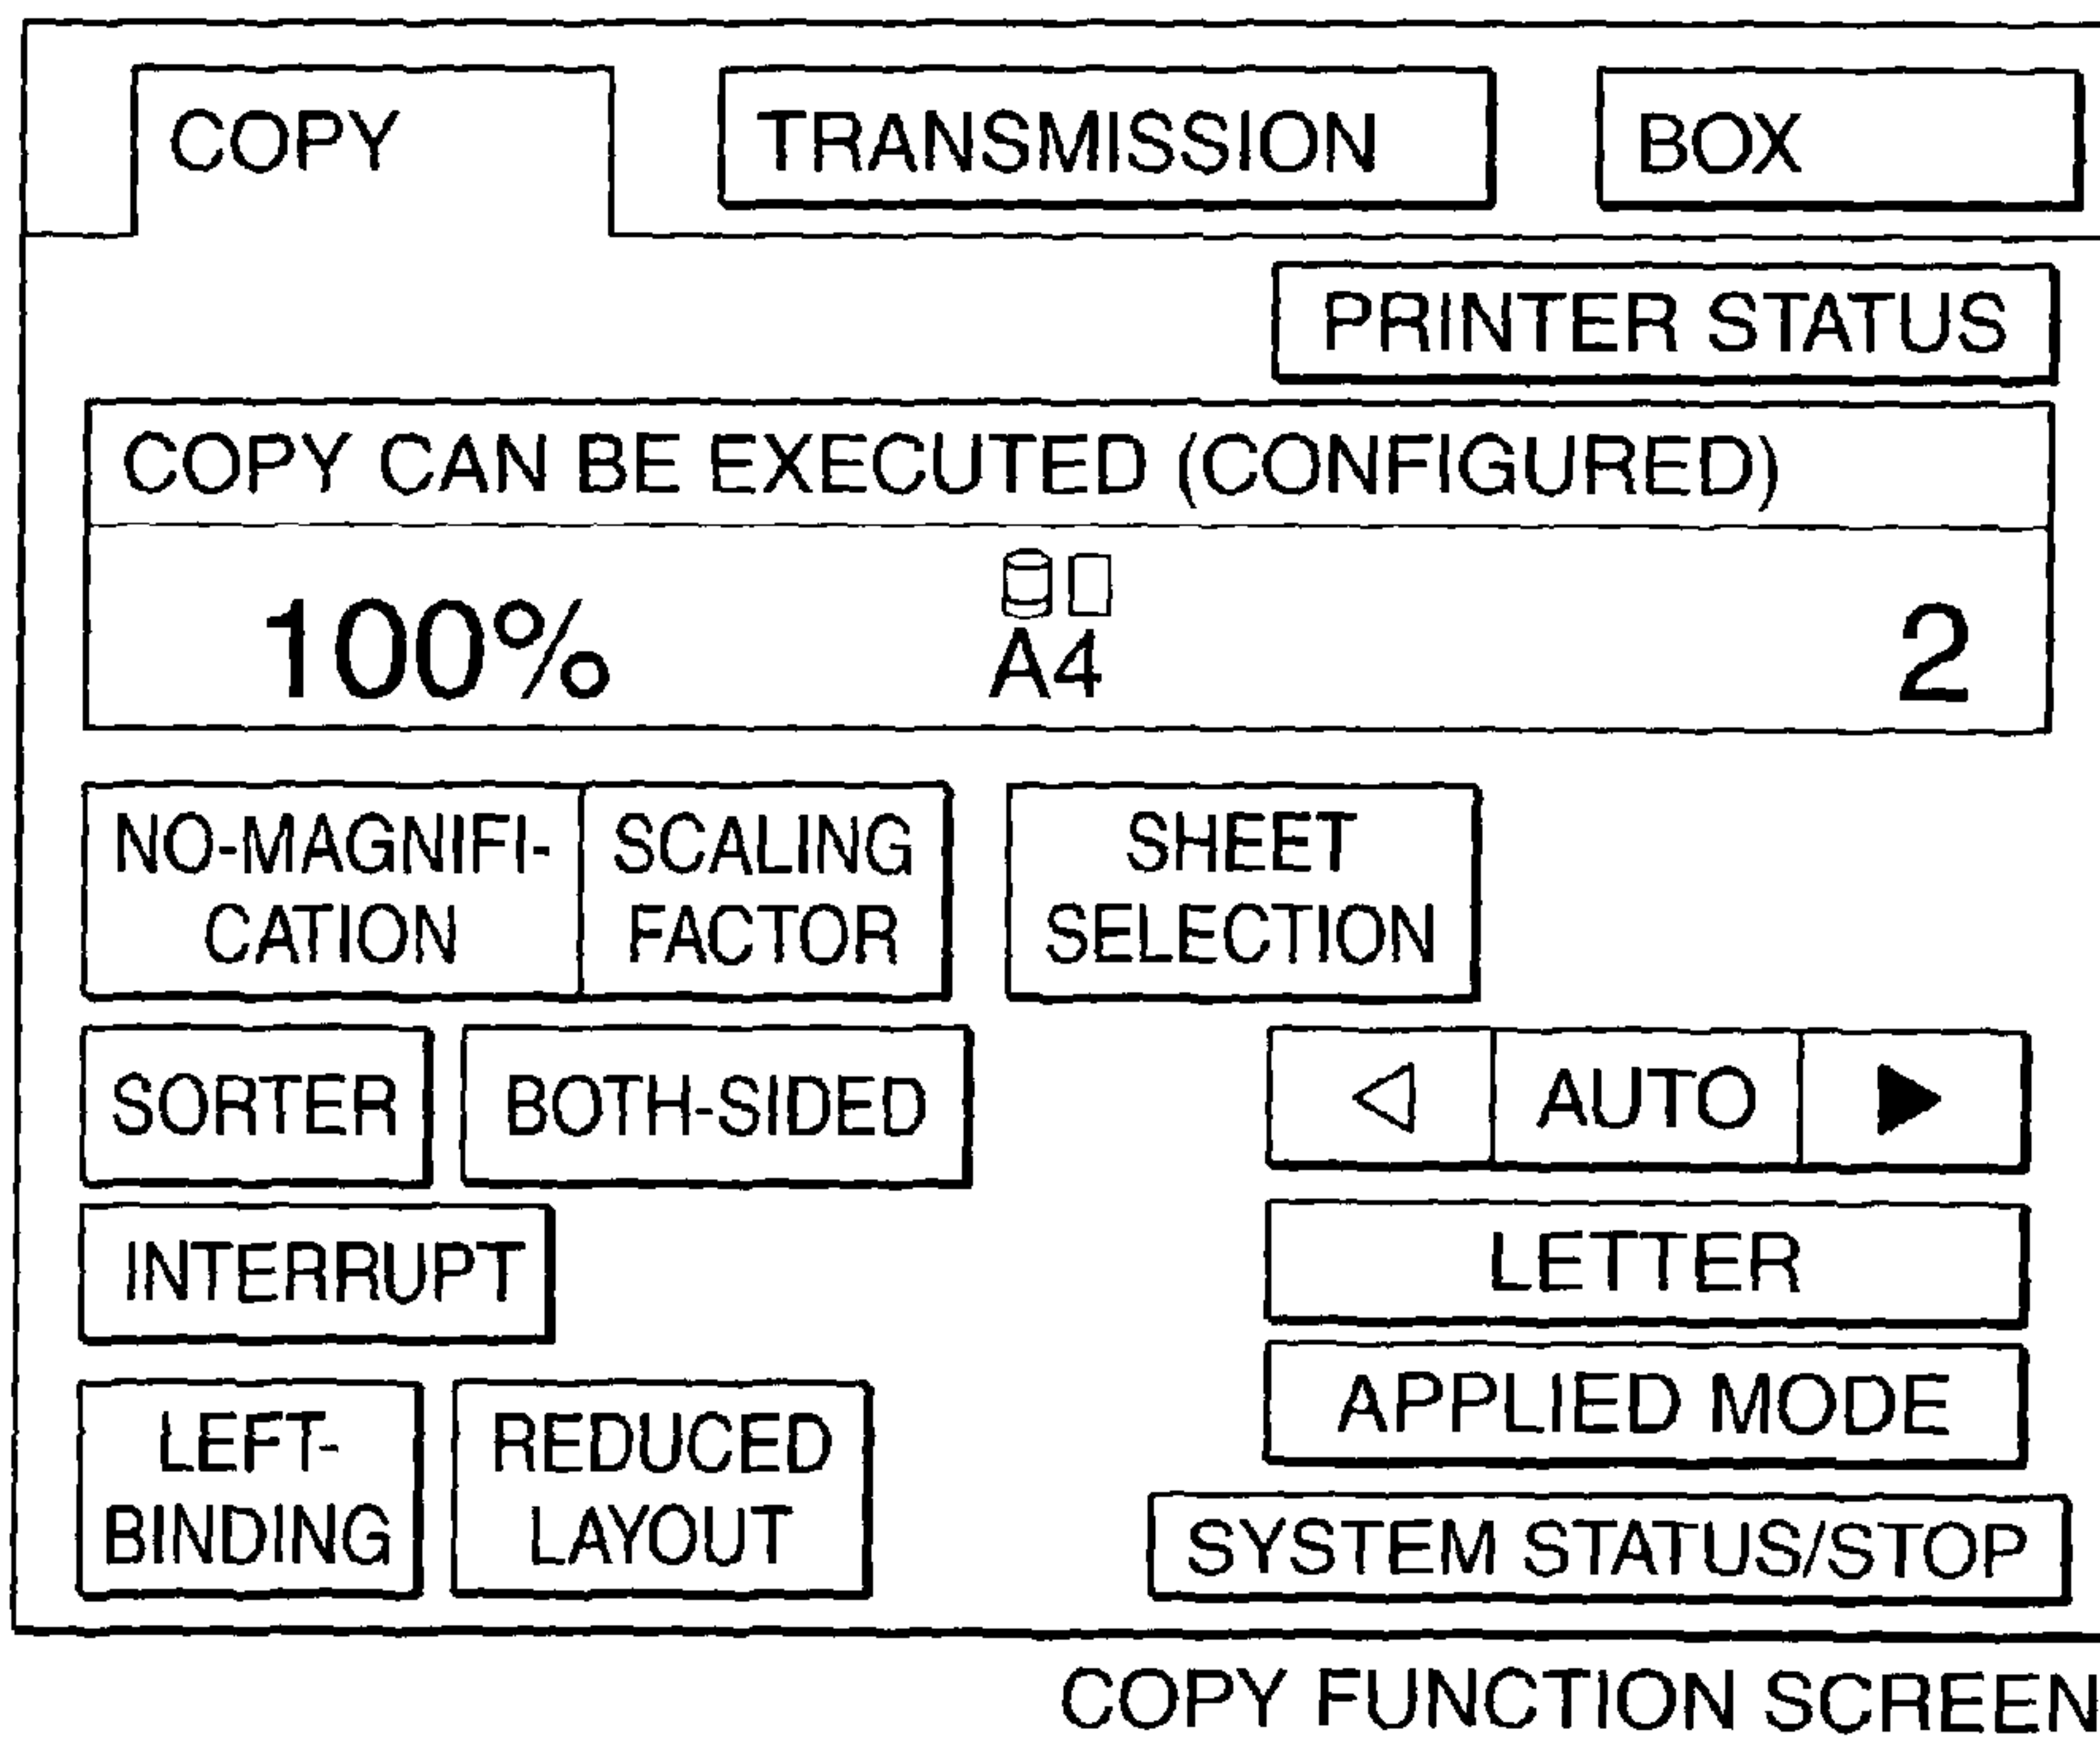 COPY TRANSMISSION BOX
PRINTER STATUS
COPY CAN BE EXECUTED (CONFIGURED)
100% A4 2
NO-MAGNIFI-
CATION
SCALING
FACTOR
SHEET
SELECTION
SORTER BOTH-SIDED AUTO
INTERRUPT
LETTER
APPLIED MODE
LEFT-
BINDING
REDUCED
LAYOUT
SYSTEM STATUS/STOP
COPY FUNCTION SCREEN